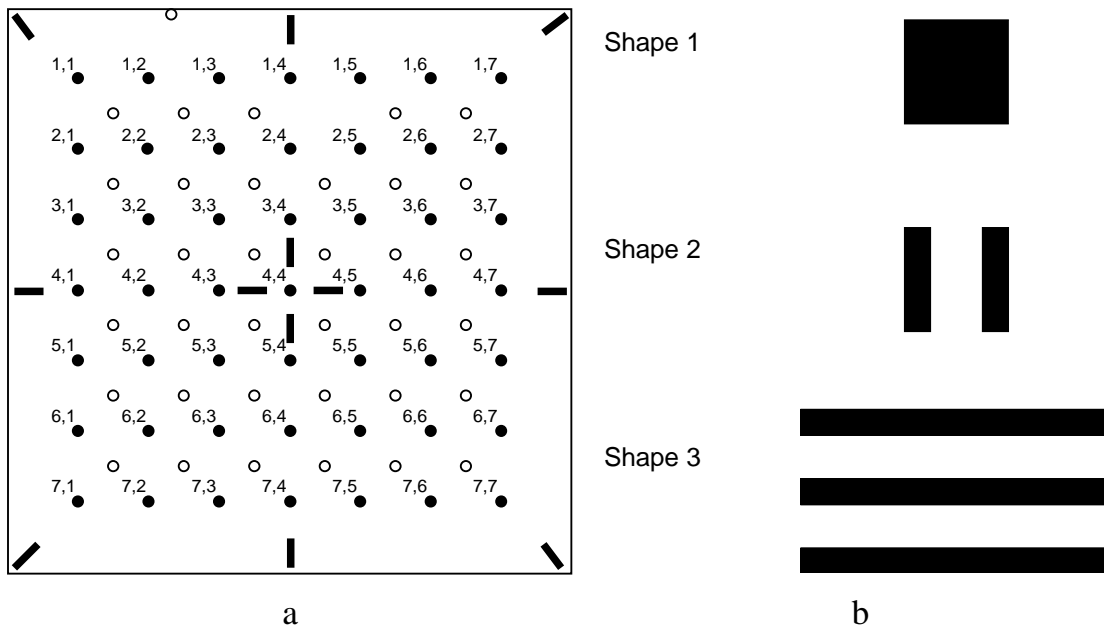 1,1 1,2 1,3 1,4 1,5 1,6 1,7
2,1 2,2 2,3 2,4 2,5 2,6 2,7
3,1 3,2 3,3 3,4 3,5 3,6 3,7
4,1 4,2 4,3 4,4 4,5 4,6 4,7
5,1 5,2 5,3 5,4 5,5 5,6 5,7
6,1 6,2 6,3 6,4 6,5 6,6 6,7
7,1 7,2 7,3 7,4 7,5 7,6 7,7
a
Shape 1
Shape 2
Shape 3
b